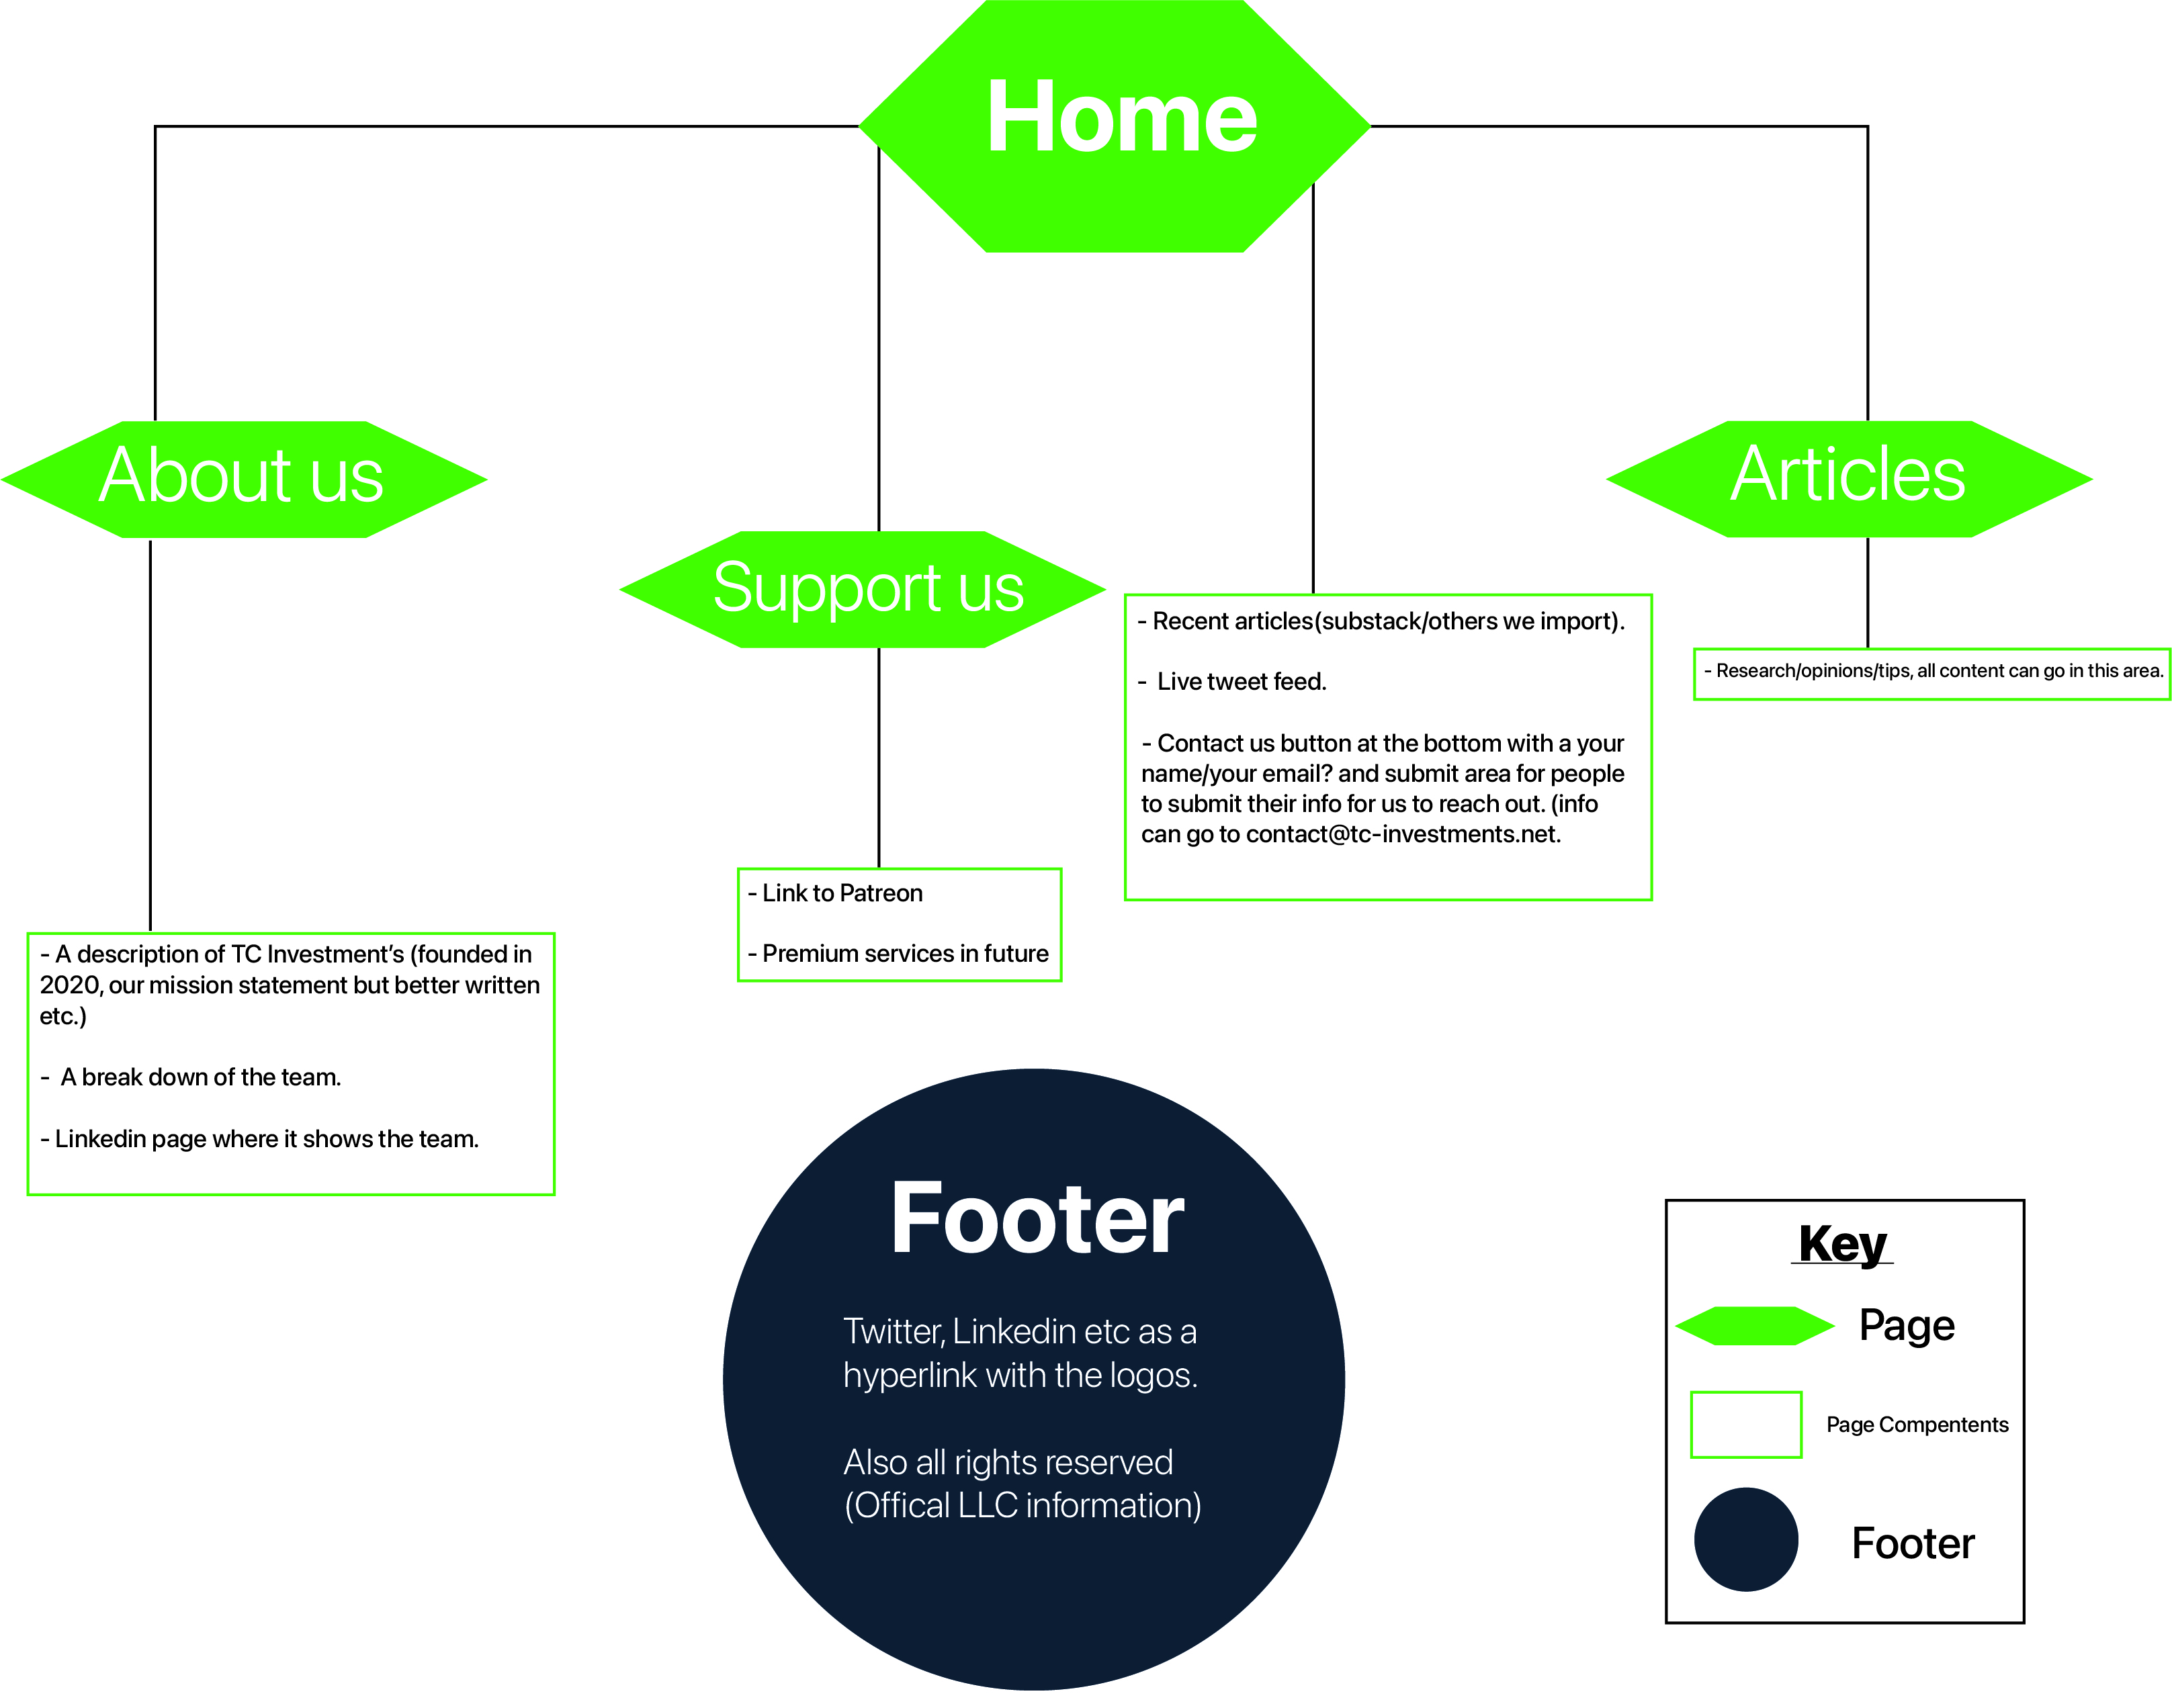 Home
About us
Articles
Support us
- Recent articles(substack/others we import).
-  Live tweet feed.
- Contact us button at the bottom with a your
name/your email? and submit area for people
to submit their info for us to reach out. (info
can go to contact@tc-investments.net.
- Research/opinions/tips, all content can go in this area.
- Link to Patreon
- Premium services in future
- A description of TC Investment’s (founded in
2020, our mission statement but better written
etc.)
-  A break down of the team.
- Linkedin page where it shows the team.
Footer
Twitter, Linkedin etc as a
hyperlink with the logos.
Also all rights reserved
(Offical LLC information)
Key
Page
Page Compentents
Footer